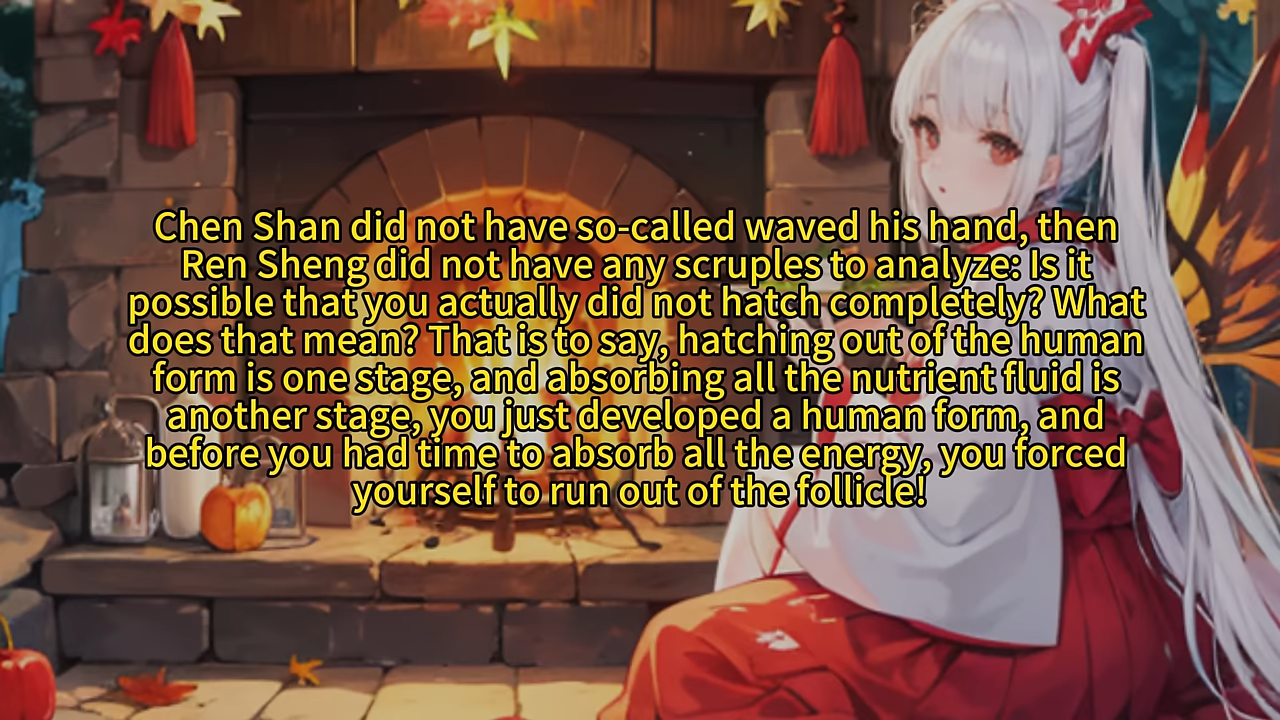 Chen Shan did not have so-called waved his hand, then
Ren Sheng did not have any scruples to analyze: Is it
possible that you actually did not hatch completely? What
does that mean? That is to say, hatching out of the human
form is one stage, and absorbing all the nutrient fluid is
another stage, you just developed a human form, and
before you had time to absorb all the energy, you forced
yourself to run out of the follicle!